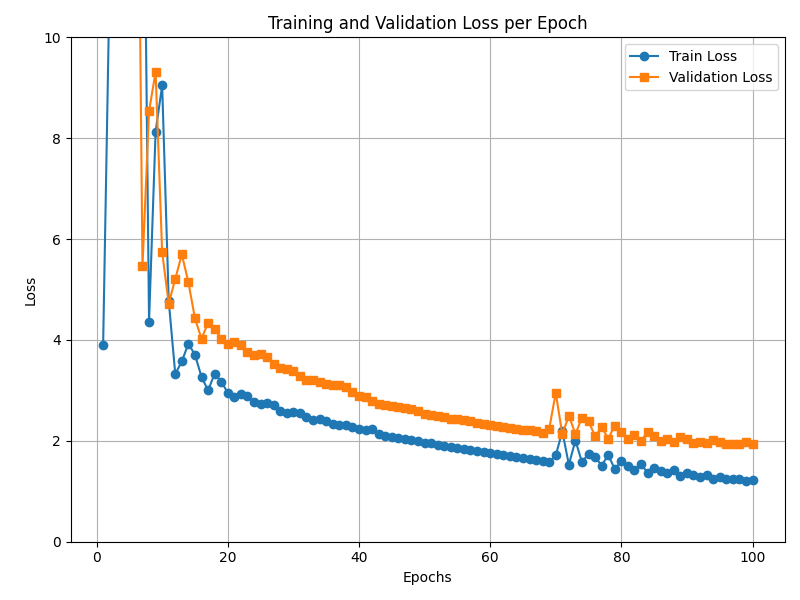 Training and Validation Loss per Epoch
Train Loss
Validation Loss
Loss
10
8
6
4
2
0
0 20 40 60 80 100
Epochs